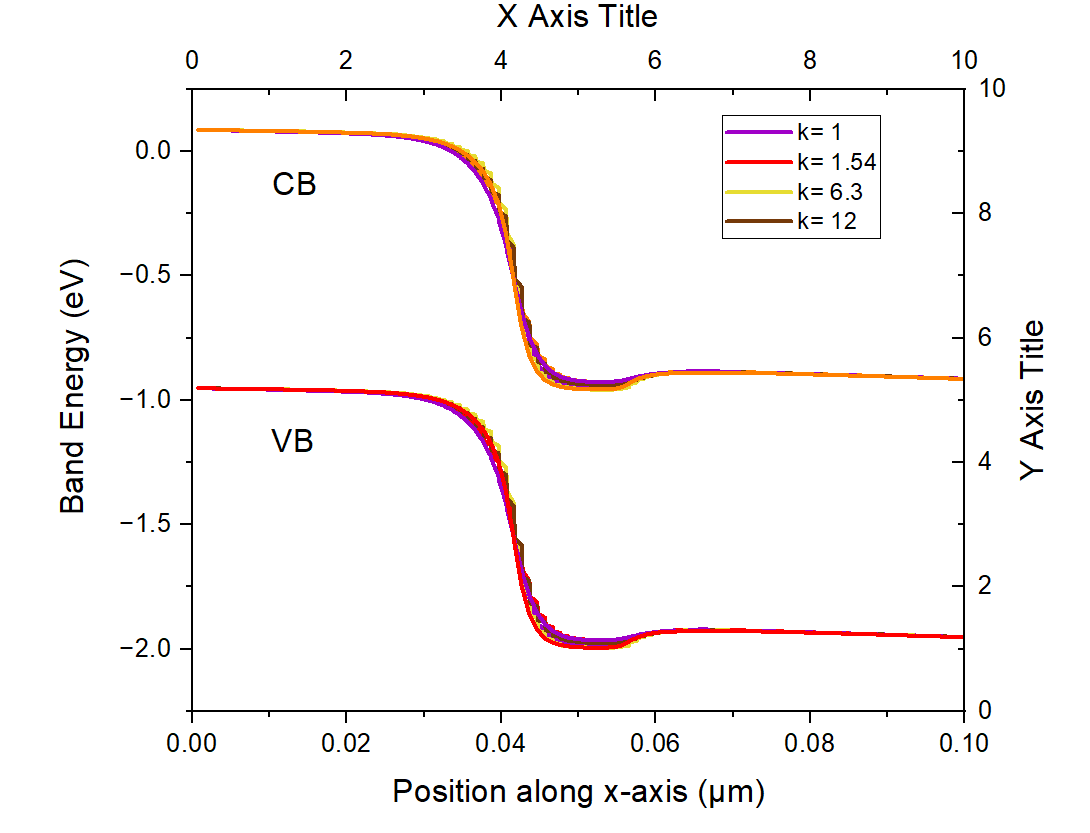 X Axis Title
0 2 4 6 8 10
10
8
6
4
2
0
Y Axis Title
k= 1
k= 1.54
k= 6.3
k= 12
CB
VB
0.0
−0.5
−1.0
−1.5
−2.0
Band Energy (eV)
0.00 0.02 0.04 0.06 0.08 0.10
Position along x-axis (μm)